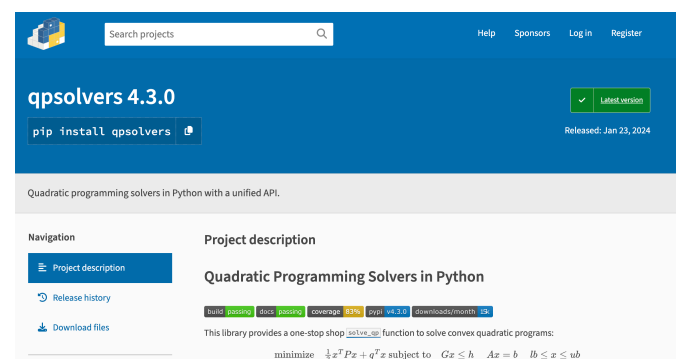 Search projects
Help Sponsors Log in Register
qpsolvers 4.3.0
Latest version
pip install qpsolvers
Released: Jan 23, 2024
Quadratic programming solvers in Python with a unified API.
Navigation
Project description
Release history
Download files
Project description
Quadratic Programming Solvers in Python
build passing docs passing coverage 83% pypi v4.3.0 downloads/month 15k
This library provides a one-stop shop solve_qp function to solve convex quadratic programs:
minimize ½xᵀPx + qᵀx subject to Gx ≤ h Ax = b lb ≤ x ≤ ub